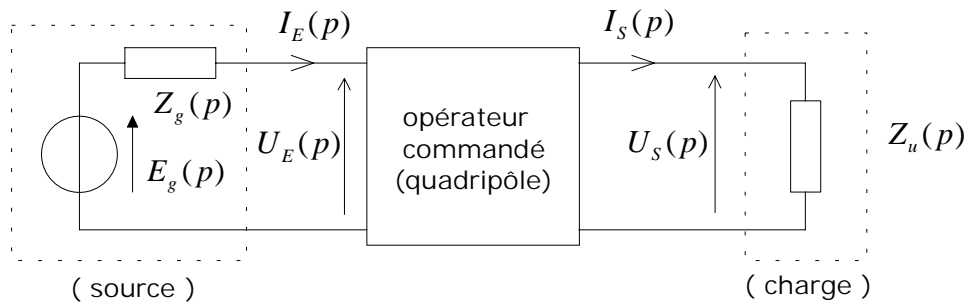 I_E(p)
I_S(p)
Z_g(p)
E_g(p)
U_E(p)
opérateur
commandé
(quadripôle)
U_S(p)
Z_u(p)
( source )
( charge )